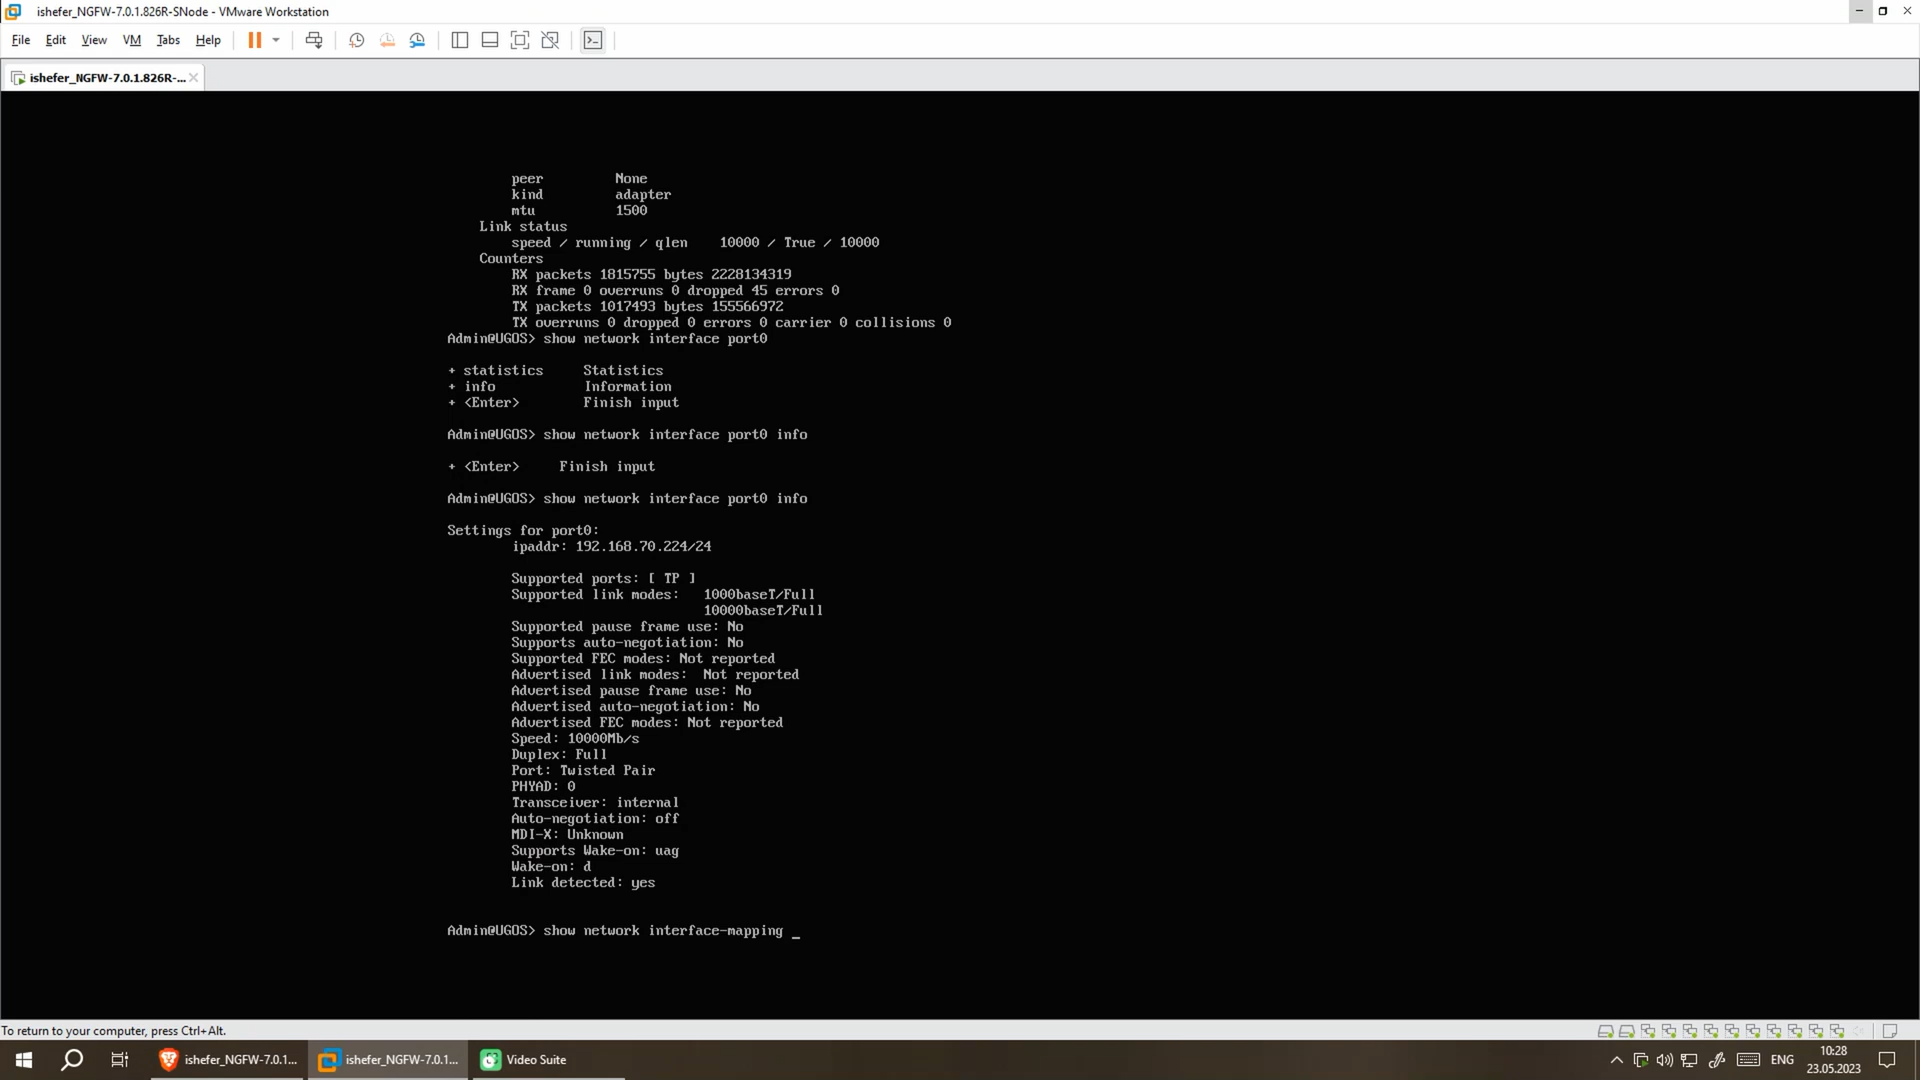 ishefer_NGFW-7.0.1.826R-SNode - VMware Workstation
File Edit View VM Tabs Help
ishefer_NGFW-7.0.1.826R-...
peer None
kind adapter
mtu 1500
Link status
speed / running / qlen 10000 / True / 10000
Counters
RX packets 1815755 bytes 2228134319
RX frame 0 overruns 0 dropped 45 errors 0
TX packets 1017493 bytes 155566972
TX overruns 0 dropped 0 errors 0 carrier 0 collisions 0
Admin@UGOS> show network interface port0
+ statistics Statistics
+ info Information
+ <Enter> Finish input
Admin@UGOS> show network interface port0 info
+ <Enter> Finish input
Admin@UGOS> show network interface port0 info
Settings for port0:
ipaddr: 192.168.70.224/24
Supported ports: [ TP ]
Supported link modes: 1000baseT/Full
10000baseT/Full
Supported pause frame use: No
Supports auto-negotiation: No
Supported FEC modes: Not reported
Advertised link modes: Not reported
Advertised pause frame use: No
Advertised auto-negotiation: No
Advertised FEC modes: Not reported
Speed: 10000Mb/s
Duplex: Full
Port: Twisted Pair
PHYAD: 0
Transceiver: internal
Auto-negotiation: off
MDI-X: Unknown
Supports Wake-on: uag
Wake-on: d
Link detected: yes
Admin@UGOS> show network interface-mapping _
To return to your computer, press Ctrl+Alt.
ishefer_NGFW-7.0.1... ishefer_NGFW-7.0.1... Video Suite ENG 10:28
23.05.2023